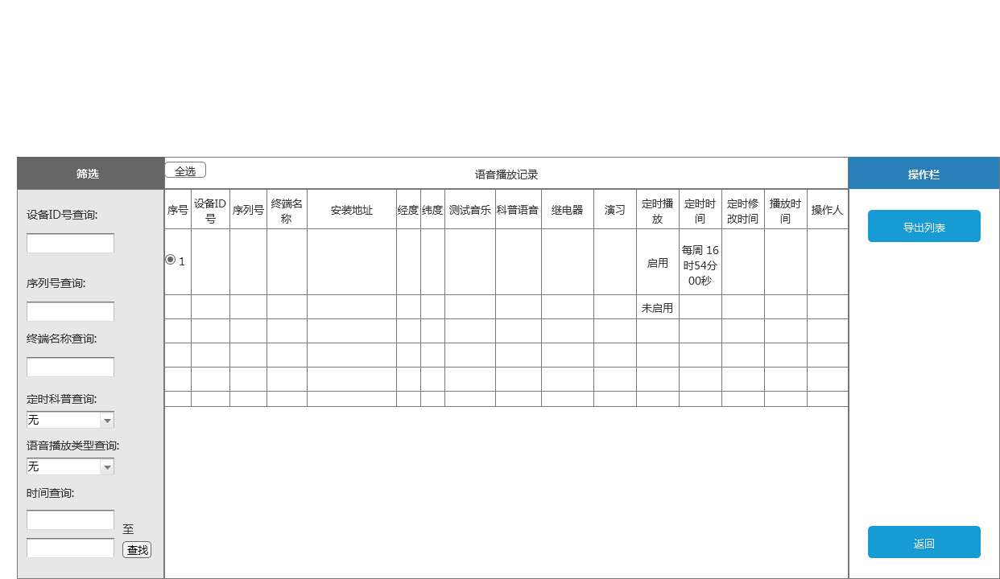 筛选
全选
语音播放记录
操作栏
设备ID号查询:
序列号查询:
终端名称查询:
定时科普查询:
无
语音播放类型查询:
无
时间查询:
至
查找
序号
设备ID
号
序列号
终端名
称
安装地址
经度
纬度
测试音乐
科普语音
继电器
演习
定时播
放
定时时
间
定时修
改时间
播放时
间
操作人
1
启用
每周 16
时54分
00秒
未启用
导出列表
返回